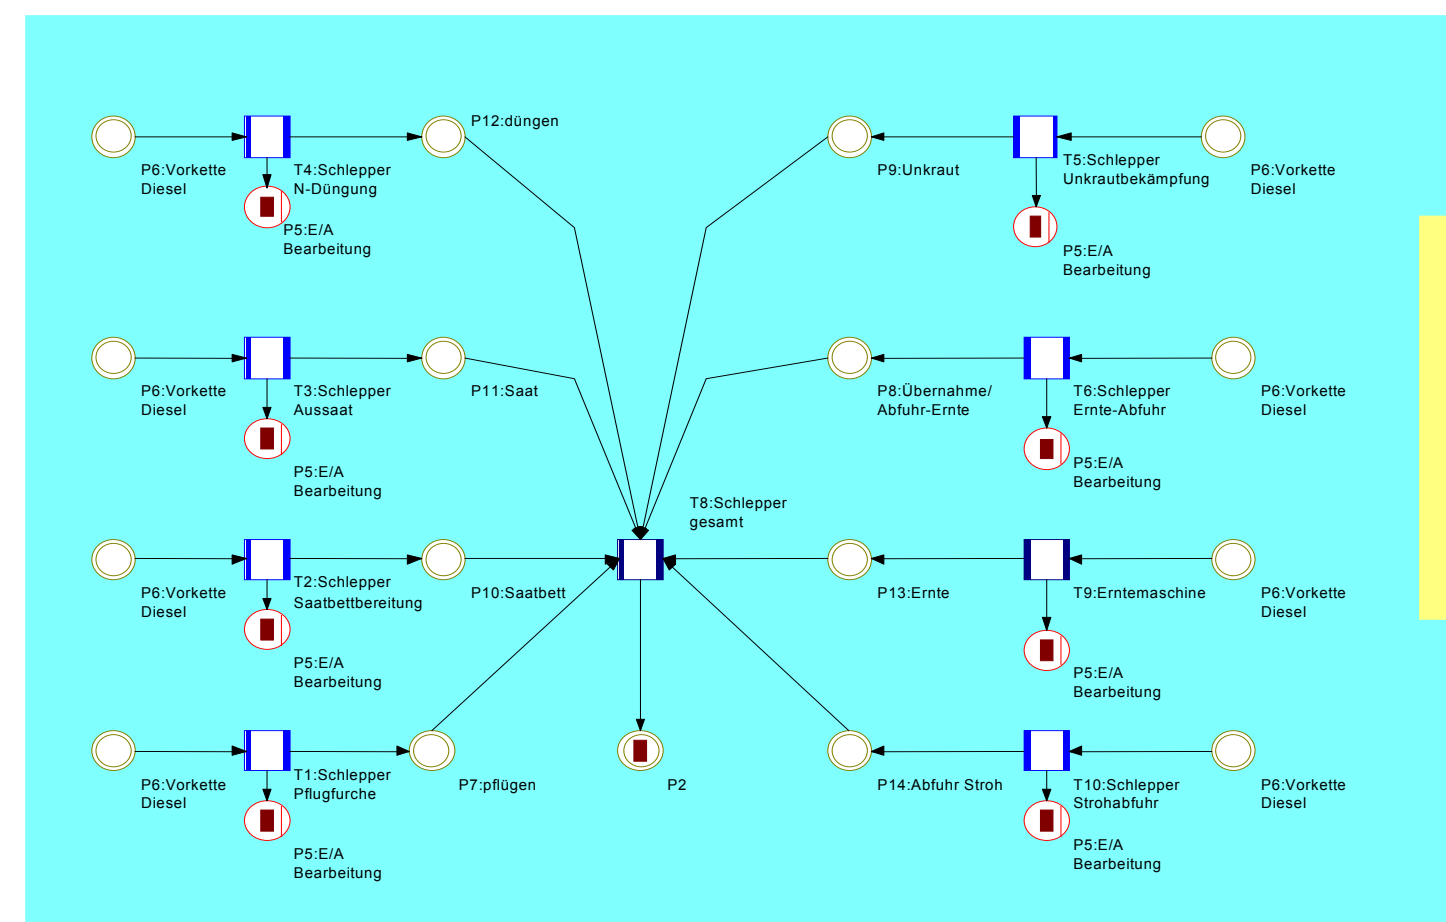 P12:düngen
P6:Vorkette
Diesel
T4:Schlepper
N-Düngung
P5:E/A
Bearbeitung
P9:Unkraut
T5:Schlepper
Unkrautbekämpfung
P6:Vorkette
Diesel
P5:E/A
Bearbeitung
P6:Vorkette
Diesel
T3:Schlepper
Aussaat
P11:Saat
P5:E/A
Bearbeitung
P8:Übernahme/
Abfuhr-Ernte
T6:Schlepper
Ernte-Abfuhr
P6:Vorkette
Diesel
P5:E/A
Bearbeitung
T8:Schlepper
gesamt
P6:Vorkette
Diesel
T2:Schlepper
Saatbettbereitung
P10:Saatbett
P5:E/A
Bearbeitung
P13:Ernte
T9:Erntemaschine
P6:Vorkette
Diesel
P5:E/A
Bearbeitung
P6:Vorkette
Diesel
T1:Schlepper
Pflugfurche
P7:pflügen
P2
P5:E/A
Bearbeitung
P14:Abfuhr Stroh
T10:Schlepper
Strohabfuhr
P6:Vorkette
Diesel
P5:E/A
Bearbeitung